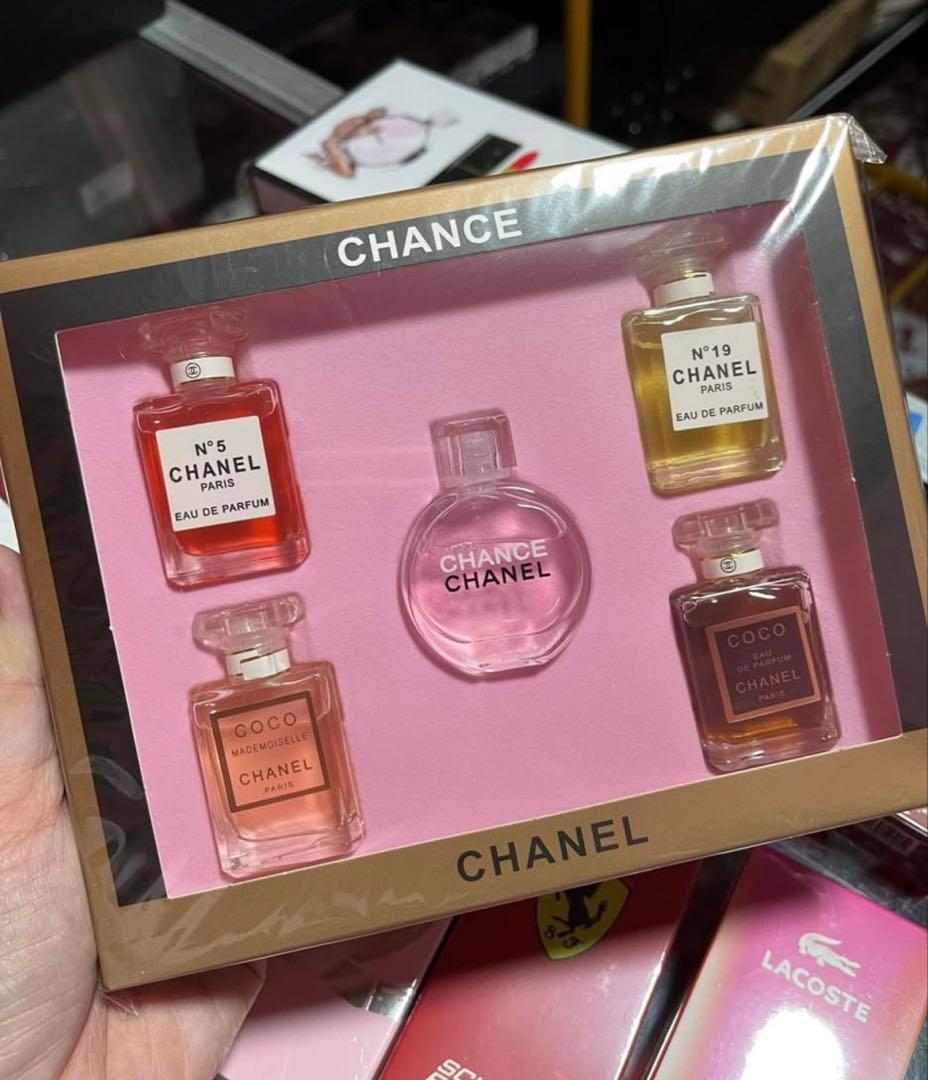 CHANCE
N°5
CHANEL
PARIS
EAU DE PARFUM
N°19
CHANEL
PARIS
EAU DE PARFUM
CHANCE
CHANEL
COCO
MADEMOISELLE
CHANEL
PARIS
COCO
EAU
DE PARFUM
CHANEL
PARIS
CHANEL
LACOSTE